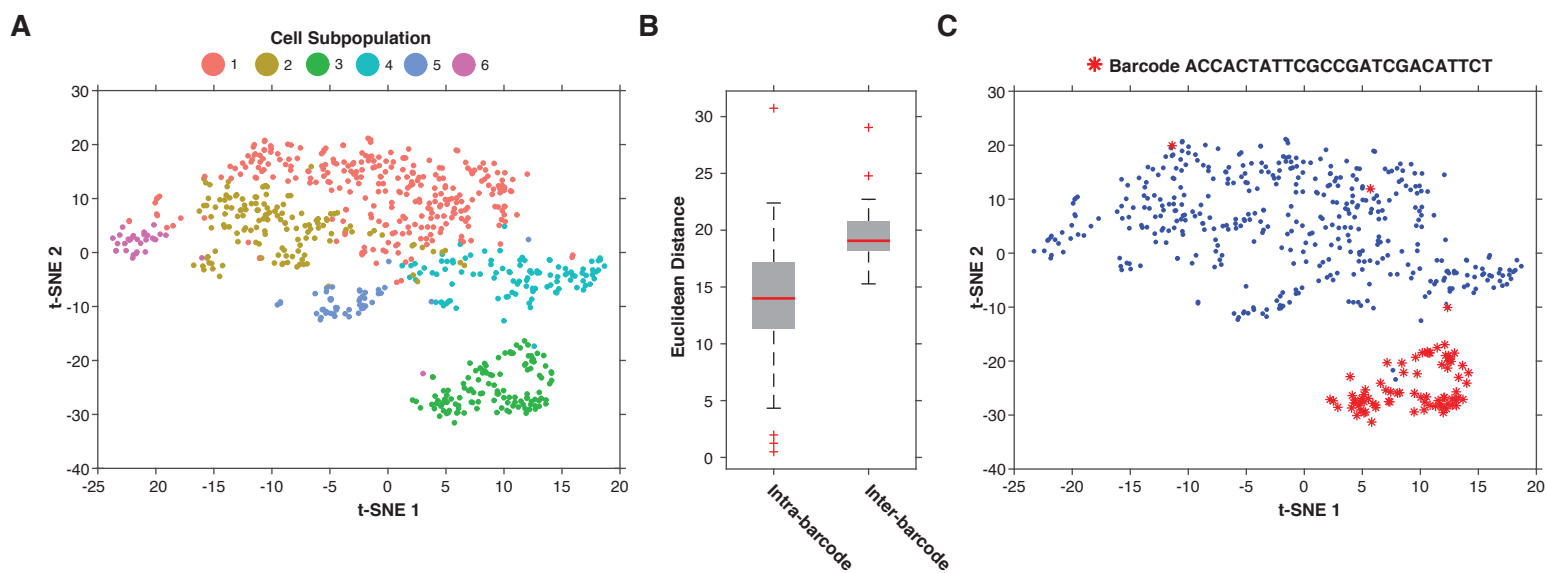 A
Cell Subpopulation
1 2 3 4 5 6
30
20
10
0
-10
-20
-30
-40
t-SNE 2
-25 20 -15 -10 -5 0 5 10 15 20
t-SNE 1
B
30
25
20
15
10
5
0
Euclidean Distance
Intra-barcode
Inter-barcode
C
Barcode ACCACTATTCGCCGATCGACATTCT
30
20
10
0
-10
-20
-30
-40
t-SNE 2
-25 -20 -15 -10 -5 0 5 10 15 20
t-SNE 1